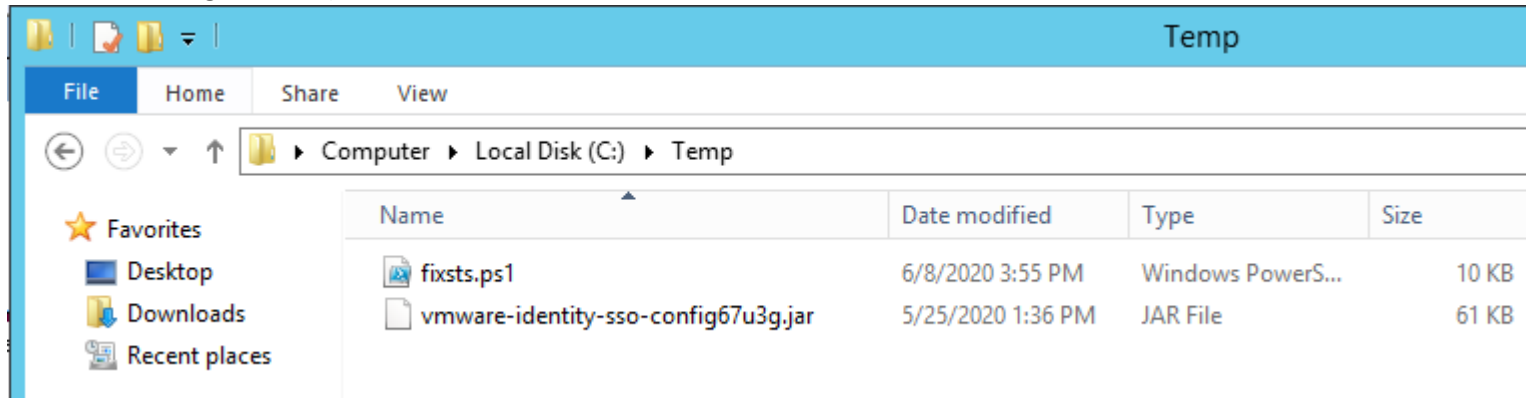 Temp
File Home Share View
Computer Local Disk (C:) Temp
Name Date modified Type Size
Favorites
Desktop
Downloads
Recent places
fixsts.ps1 6/8/2020 3:55 PM Windows PowerS... 10 KB
vmware-identity-sso-config67u3g.jar 5/25/2020 1:36 PM JAR File 61 KB